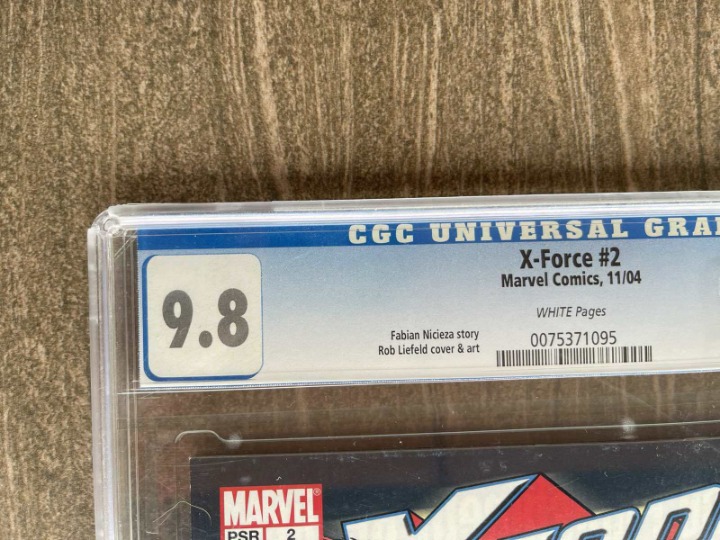 CGC UNIVERSAL GRA
X-Force #2
Marvel Comics, 11/04
9.8
WHITE Pages
Fabian Nicieza story
Rob Liefeld cover & art
0075371095
MARVEL®
PSR 2